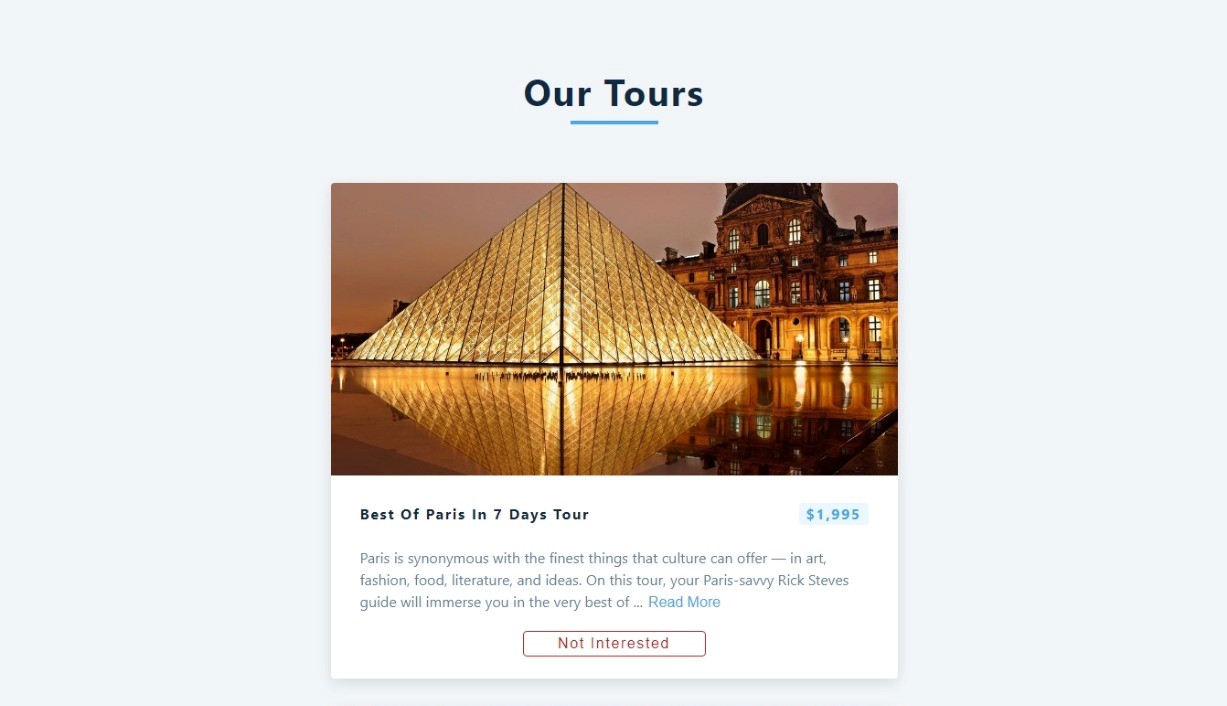 Our Tours
Best Of Paris In 7 Days Tour
$1,995
Paris is synonymous with the finest things that culture can offer — in art,
fashion, food, literature, and ideas. On this tour, your Paris-savvy Rick Steves
guide will immerse you in the very best of ... Read More
Not Interested